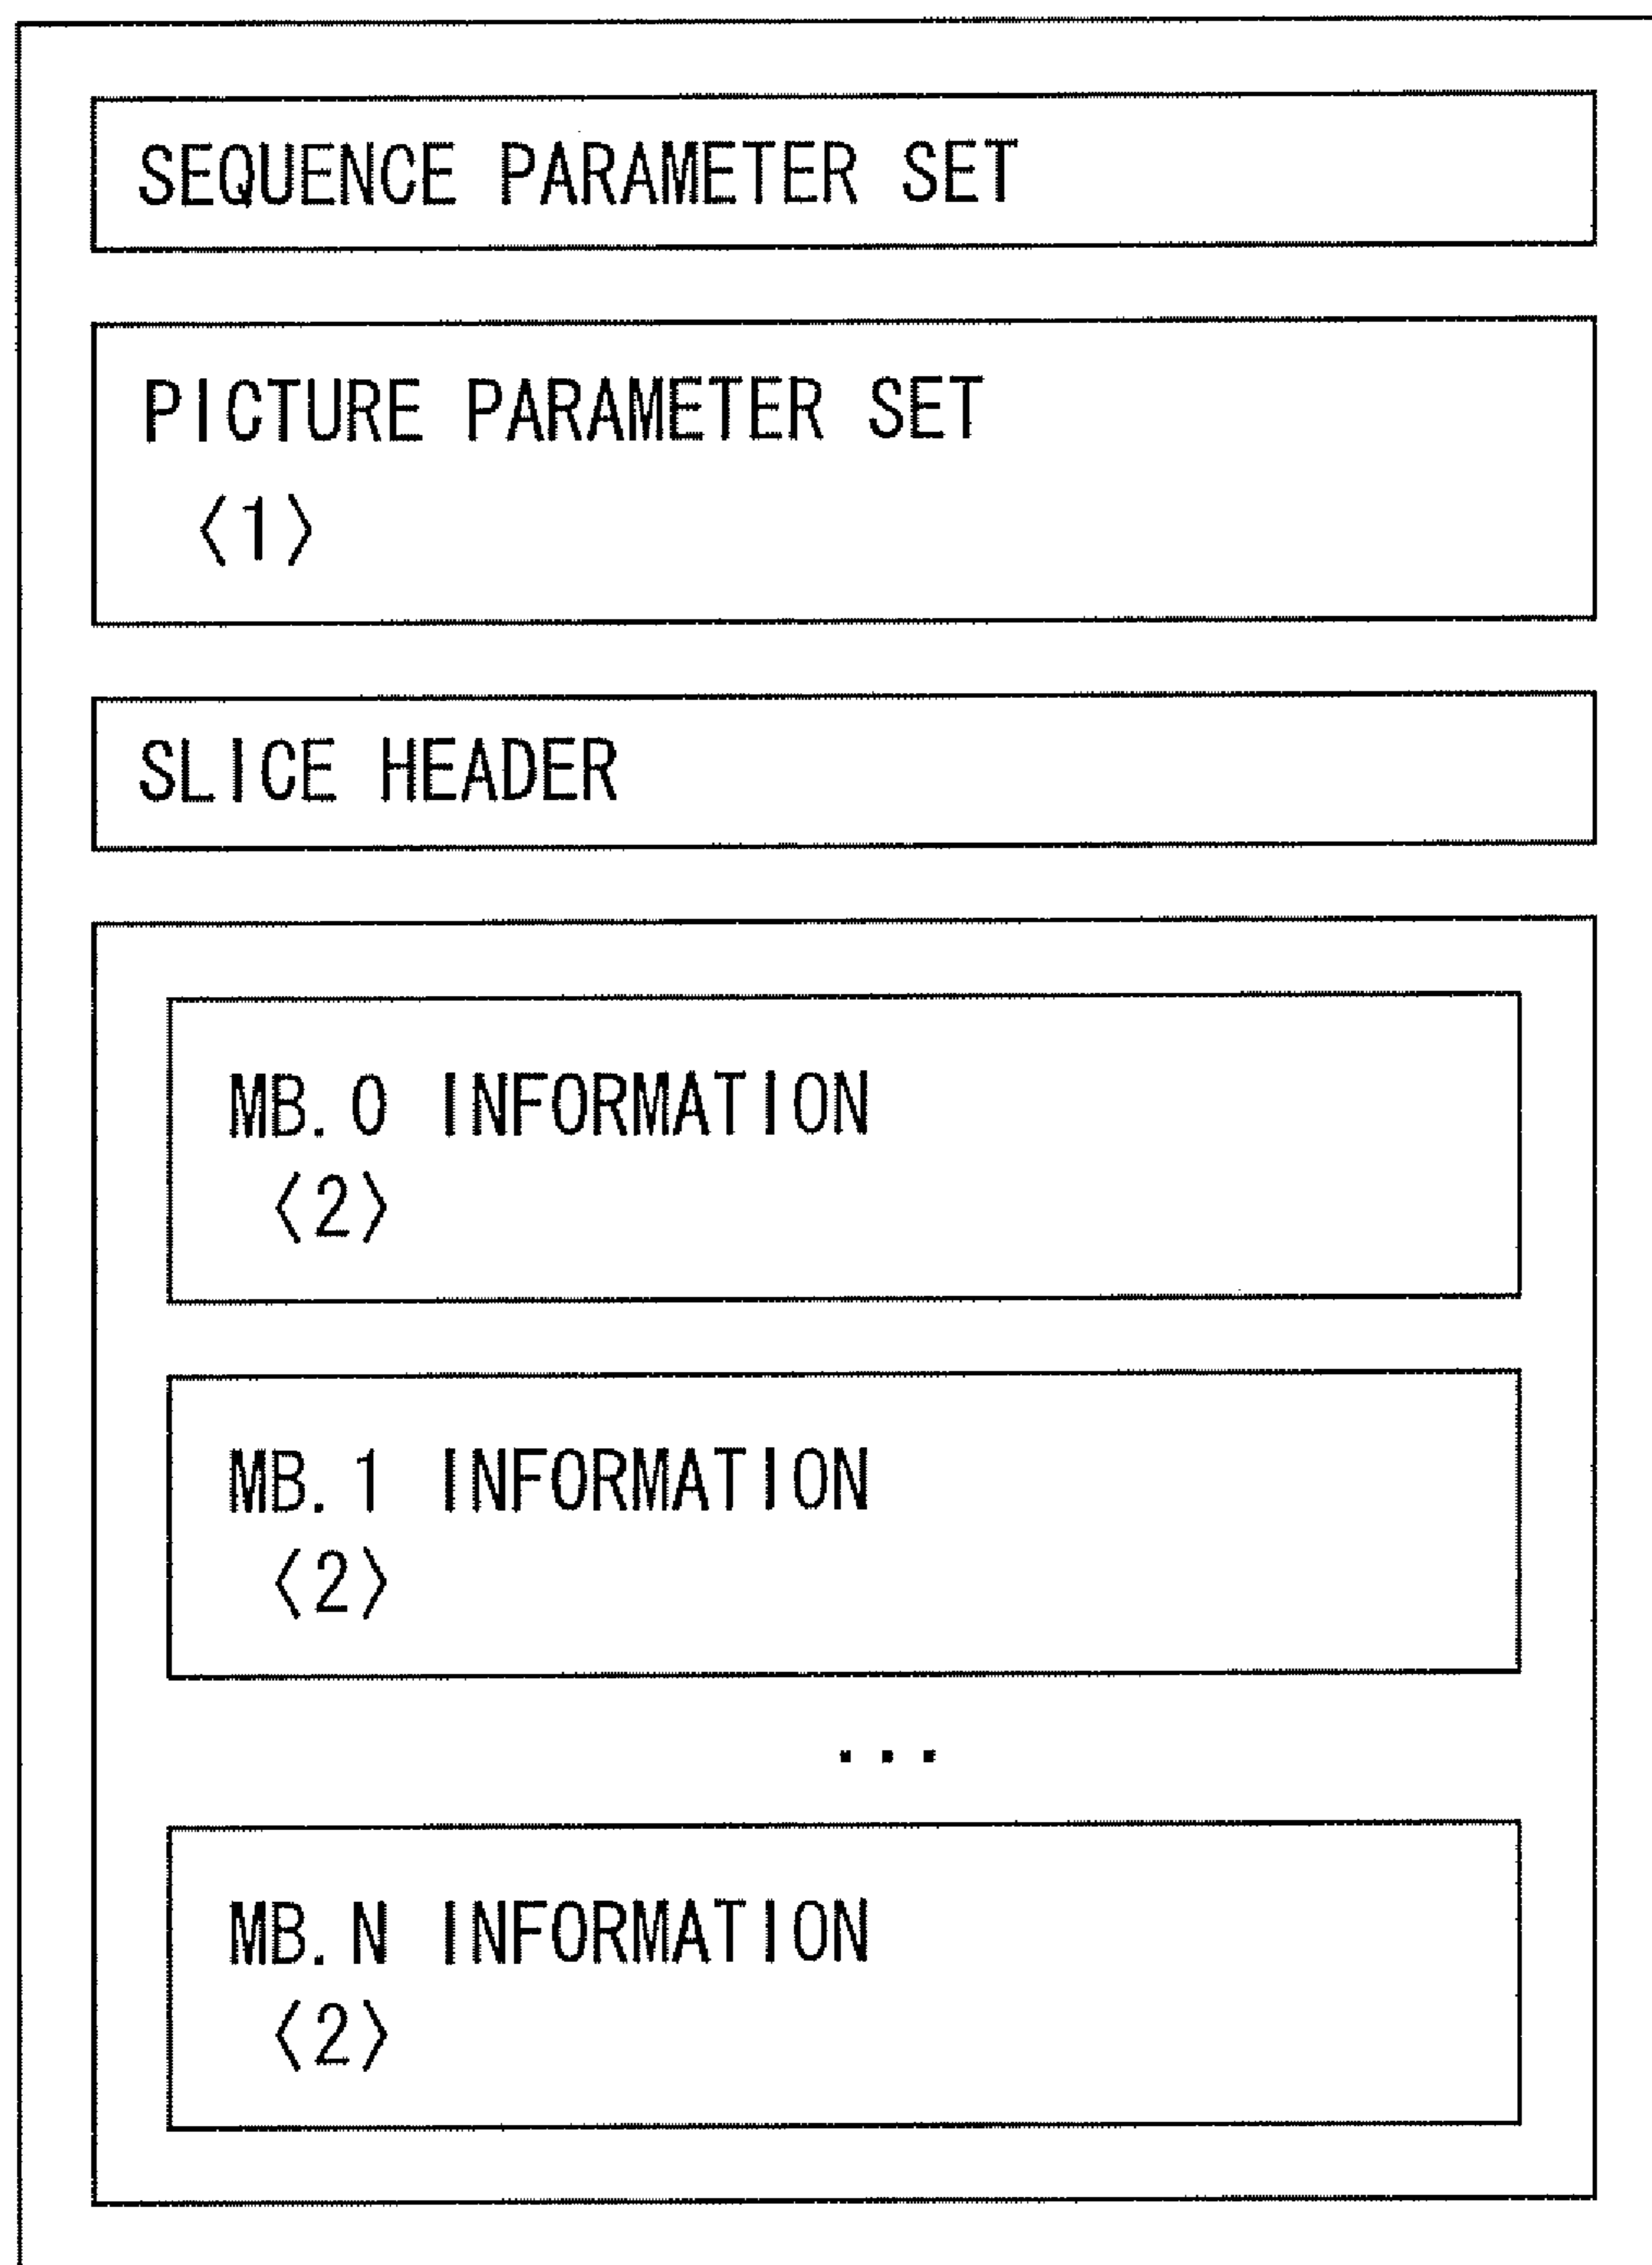 SEQUENCE PARAMETER SET
PICTURE PARAMETER SET
〈1〉
SLICE HEADER
MB.0 INFORMATION
〈2〉
MB.1 INFORMATION
〈2〉
...
MB.N INFORMATION
〈2〉